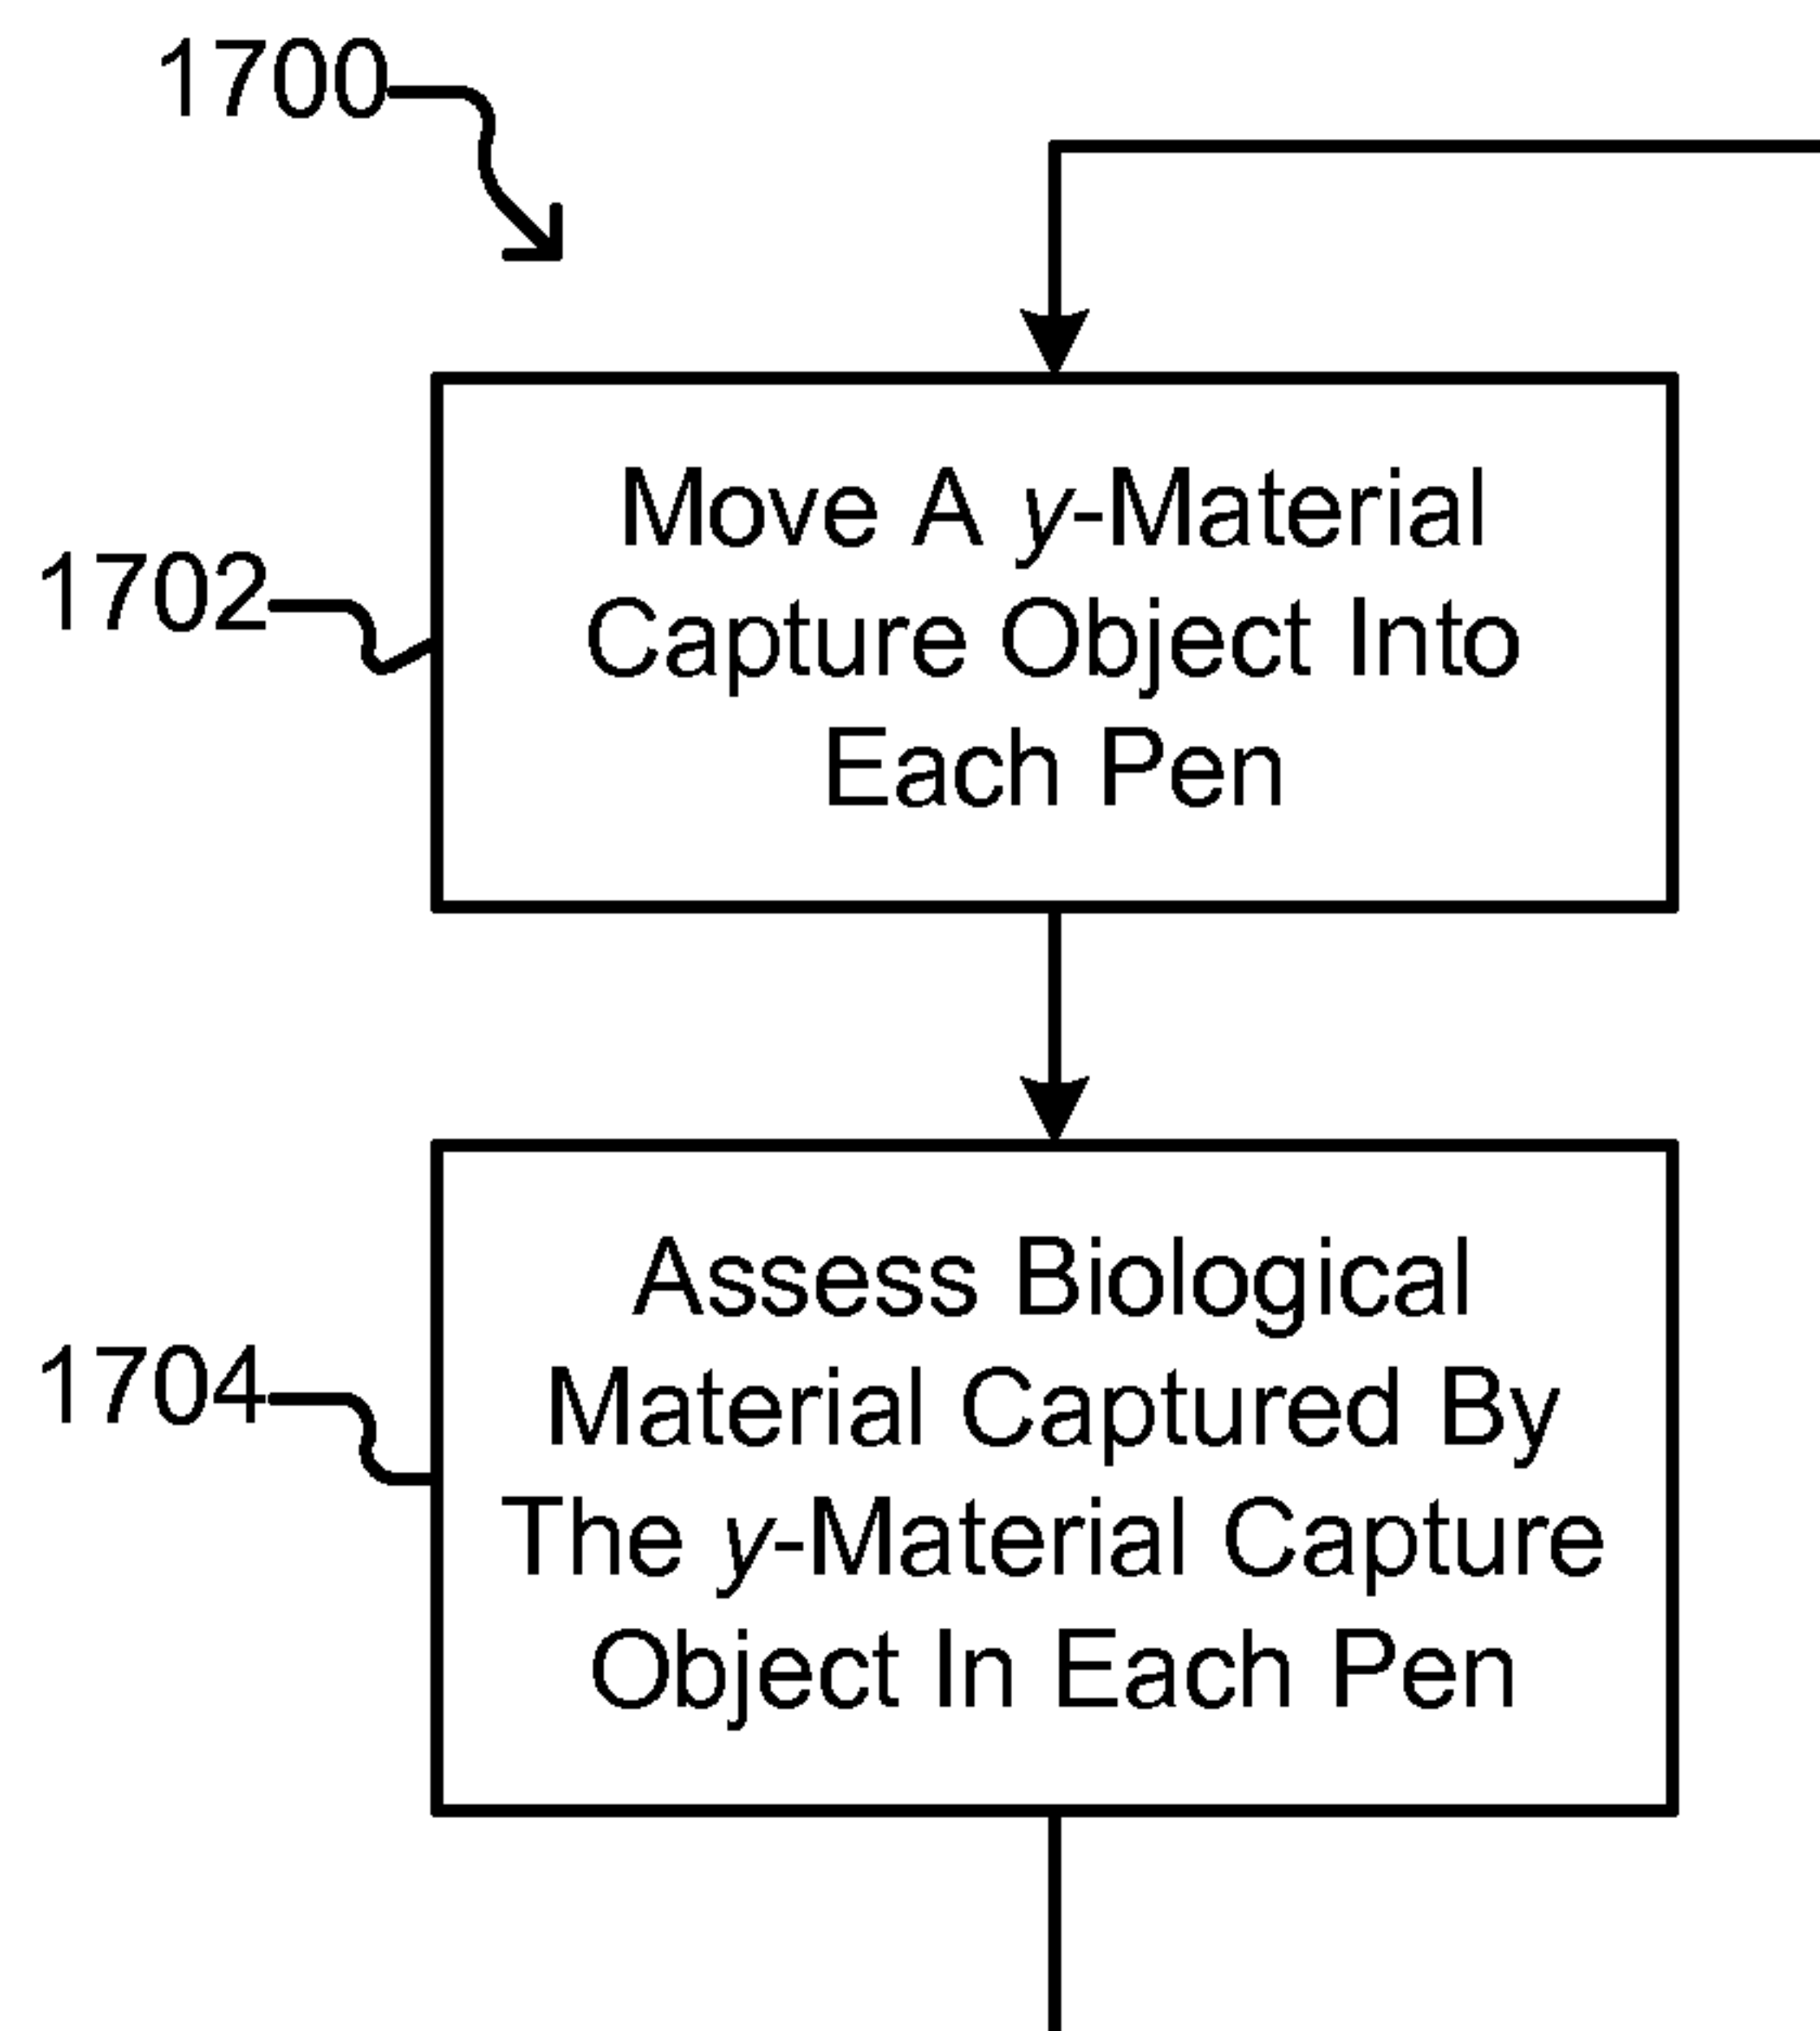 1700
1702
Move A y-Material
Capture Object Into
Each Pen
1704
Assess Biological
Material Captured By
The y-Material Capture
Object In Each Pen